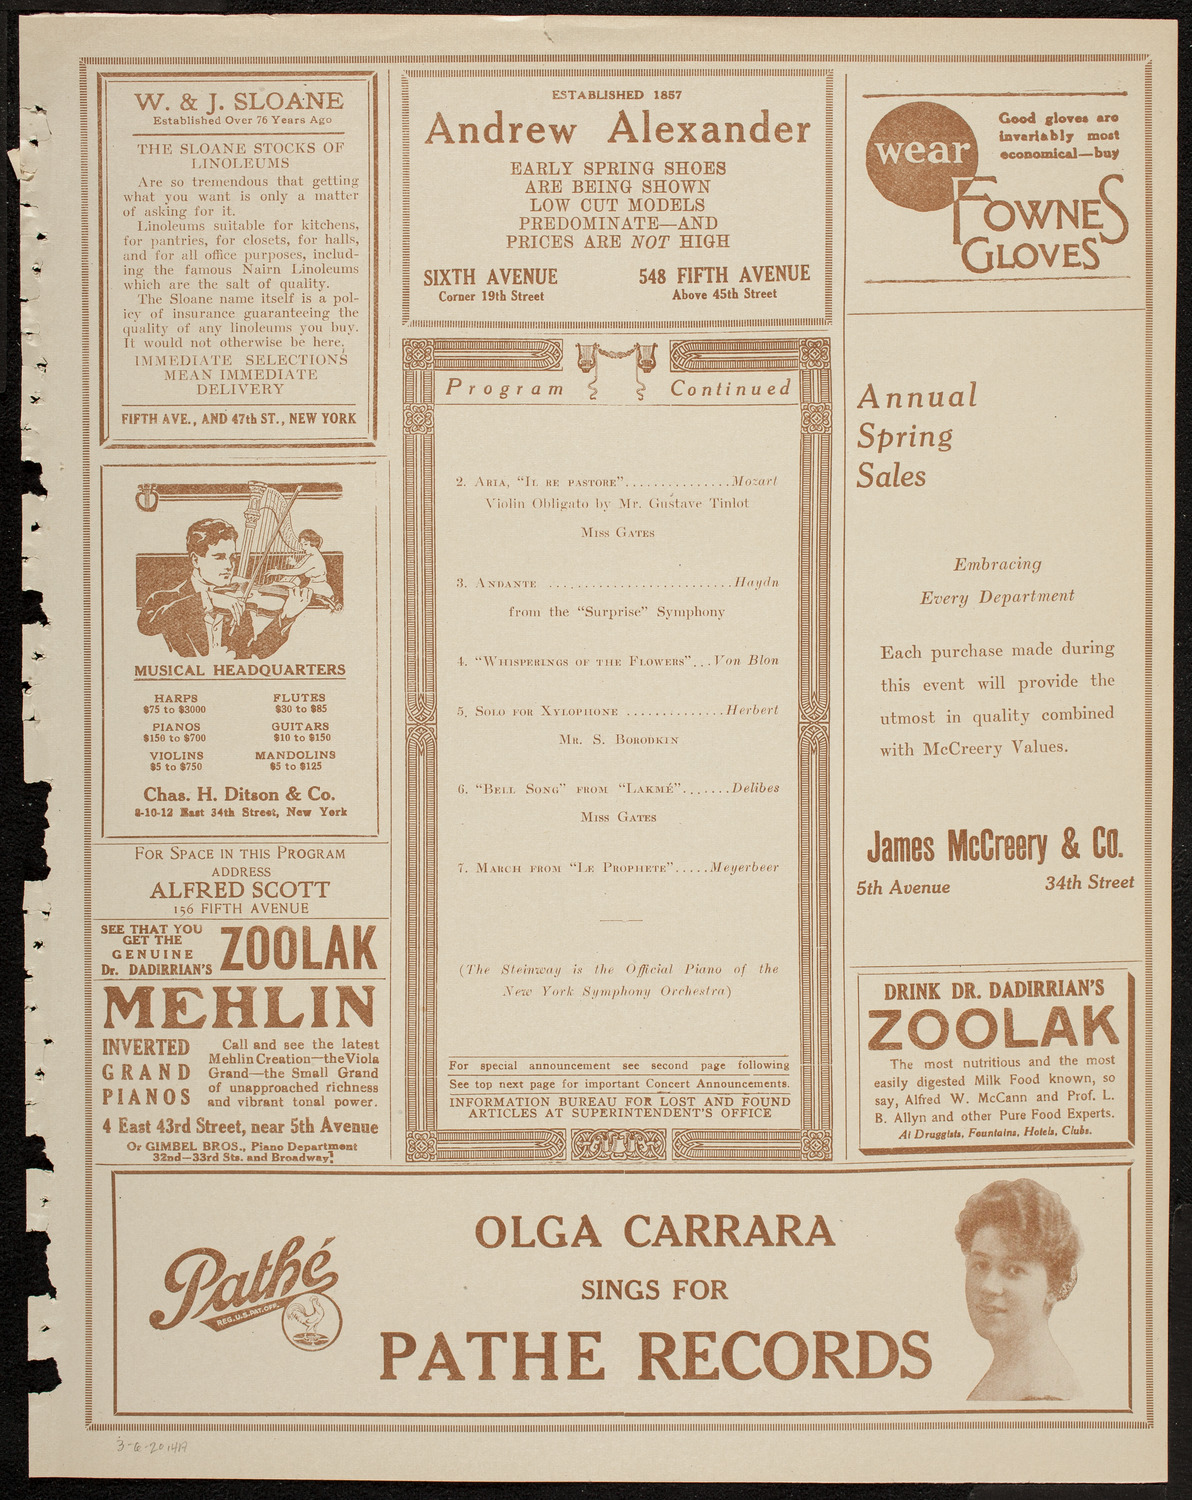 W. & J. SLOANE
Established Over 76 Years Ago
THE SLOANE STOCKS OF
LINOLEUMS
Are so tremendous that getting
what you want is only a matter
of asking for it.
Linoleums suitable for kitchens,
for pantries, for closets, for halls,
and for all office purposes, includ-
ing the famous Nairn Linoleums
which are the salt of quality.
The Sloane name itself is a pol-
icy of insurance guaranteeing the
quality of any linoleums you buy.
It would not otherwise be here.
IMMEDIATE SELECTIONS
MEAN IMMEDIATE
DELIVERY
FIFTH AVE., AND 47th ST., NEW YORK
MUSICAL HEADQUARTERS
HARPS
$75 to $3000
FLUTES
$30 to $85
PIANOS
$150 to $700
GUITARS
$10 to $150
VIOLINS
$5 to $750
MANDOLINS
$5 to $125
Chas. H. Ditson & Co.
8-10-12 East 34th Street, New York
FOR SPACE IN THIS PROGRAM
ADDRESS
ALFRED SCOTT
156 FIFTH AVENUE
SEE THAT YOU
GET THE
GENUINE
Dr. DADIRRIAN'S
ZOOLAK
MEHLIN
INVERTED
GRAND
PIANOS
Call and see the latest
Mehlin Creation—the Viola
Grand—the Small Grand
of unapproached richness
and vibrant tonal power.
4 East 43rd Street, near 5th Avenue
Or GIMBEL BROS., Piano Department
32nd—33rd Sts. and Broadway
ESTABLISHED 1857
Andrew Alexander
EARLY SPRING SHOES
ARE BEING SHOWN
LOW CUT MODELS
PREDOMINATE—AND
PRICES ARE NOT HIGH
SIXTH AVENUE
Corner 19th Street
548 FIFTH AVENUE
Above 45th Street
Program Continued
2. ARIA, "IL RE PASTORE"...............Mozart
Violin Obligato by Mr. Gustave Tinlot
MISS GATES
3. ANDANTE ..........................Haydn
from the "Surprise" Symphony
4. "WHISPERINGS OF THE FLOWERS"...Von Blon
5. SOLO FOR XYLOPHONE ..............Herbert
MR. S. BORODKIN
6. "BELL SONG" FROM "LAKMÉ".......Delibes
MISS GATES
7. MARCH FROM "LE PROPHETE".....Meyerbeer
(The Steinway is the Official Piano of the
New York Symphony Orchestra)
For special announcement see second page following
See top next page for important Concert Announcements.
INFORMATION BUREAU FOR LOST AND FOUND
ARTICLES AT SUPERINTENDENT'S OFFICE
wear
Good gloves are
invariably most
economical—buy
FOWNES
GLOVES
Annual
Spring
Sales
Embracing
Every Department
Each purchase made during
this event will provide the
utmost in quality combined
with McCreery Values.
James McCreery & Co.
5th Avenue 34th Street
DRINK DR. DADIRRIAN'S
ZOOLAK
The most nutritious and the most
easily digested Milk Food known, so
say, Alfred W. McCann and Prof. L.
B. Allyn and other Pure Food Experts.
At Druggists, Fountains, Hotels, Clubs.
Pathé
REG. U.S. PAT. OFF.
OLGA CARRARA
SINGS FOR
PATHE RECORDS